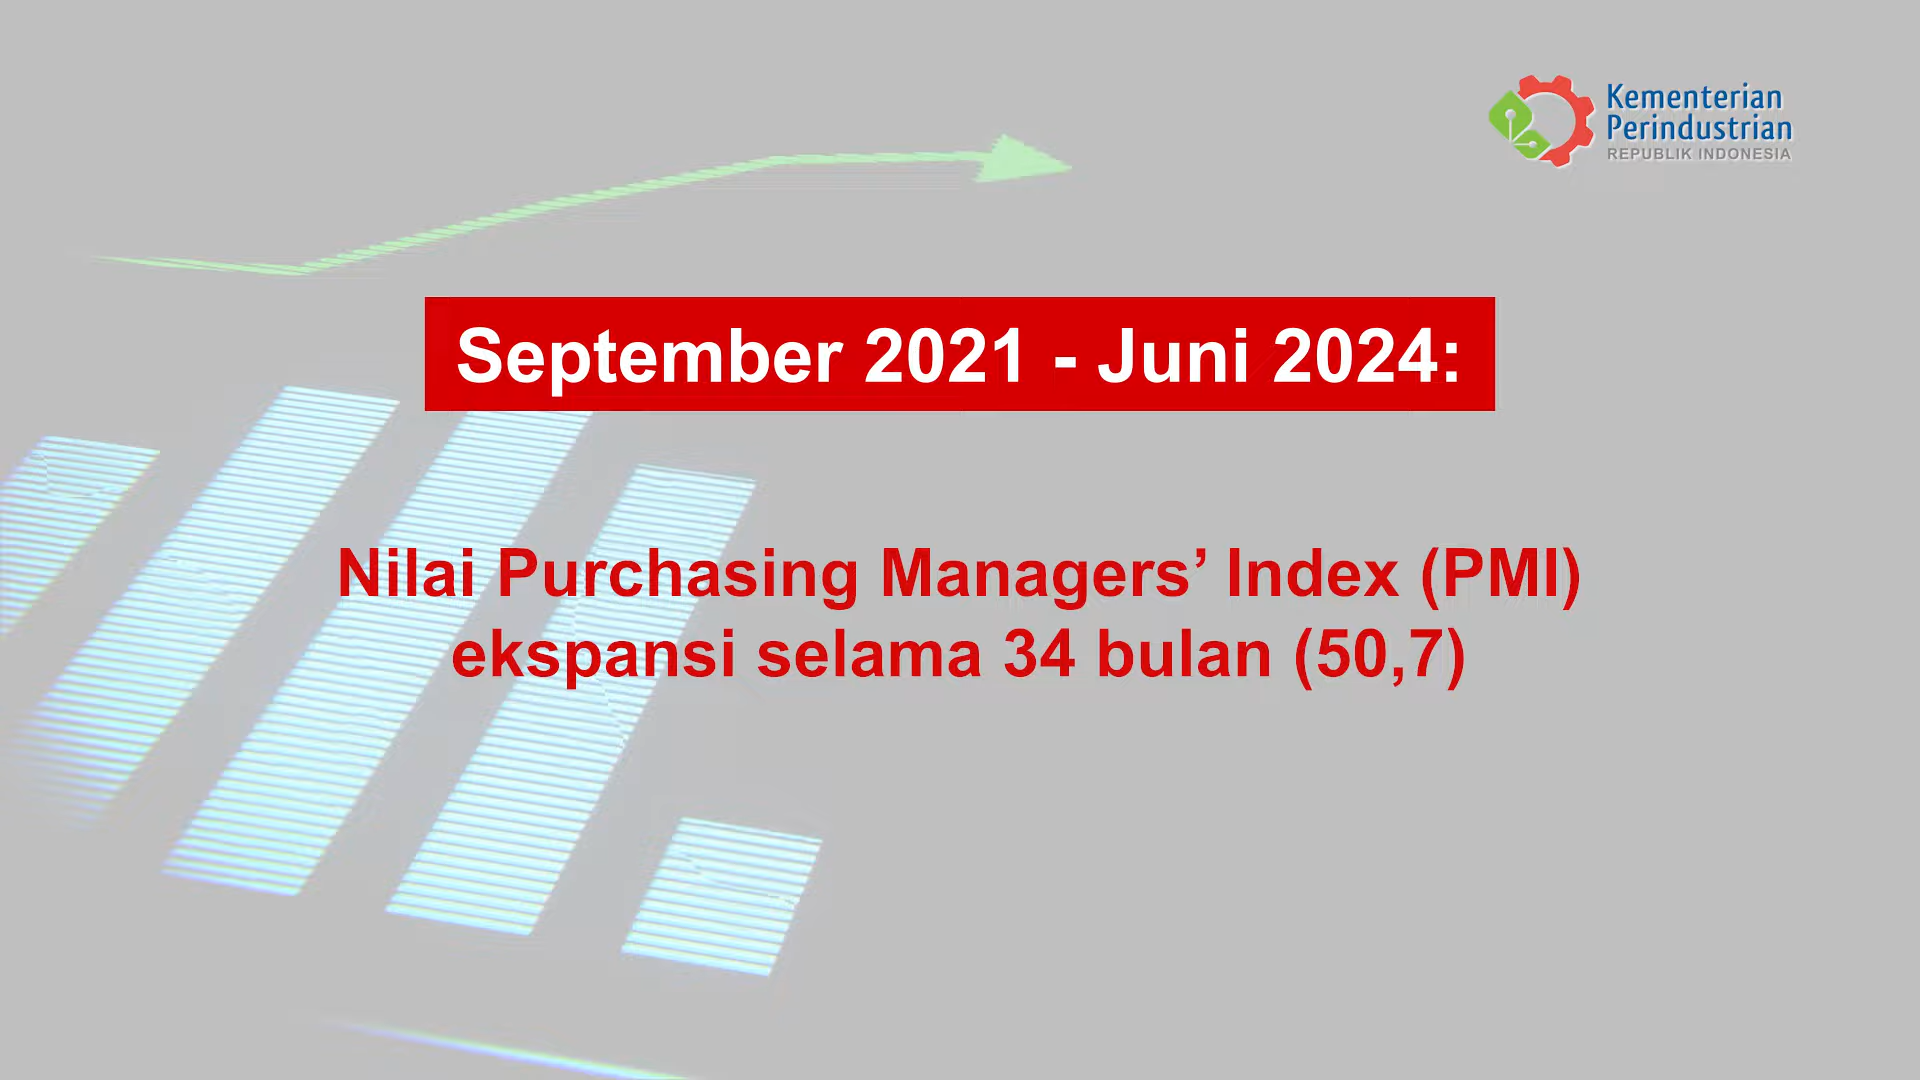 Kementerian
Perindustrian
REPUBLIK INDONESIA
September 2021 - Juni 2024:
Nilai Purchasing Managers’ Index (PMI)
ekspansi selama 34 bulan (50,7)